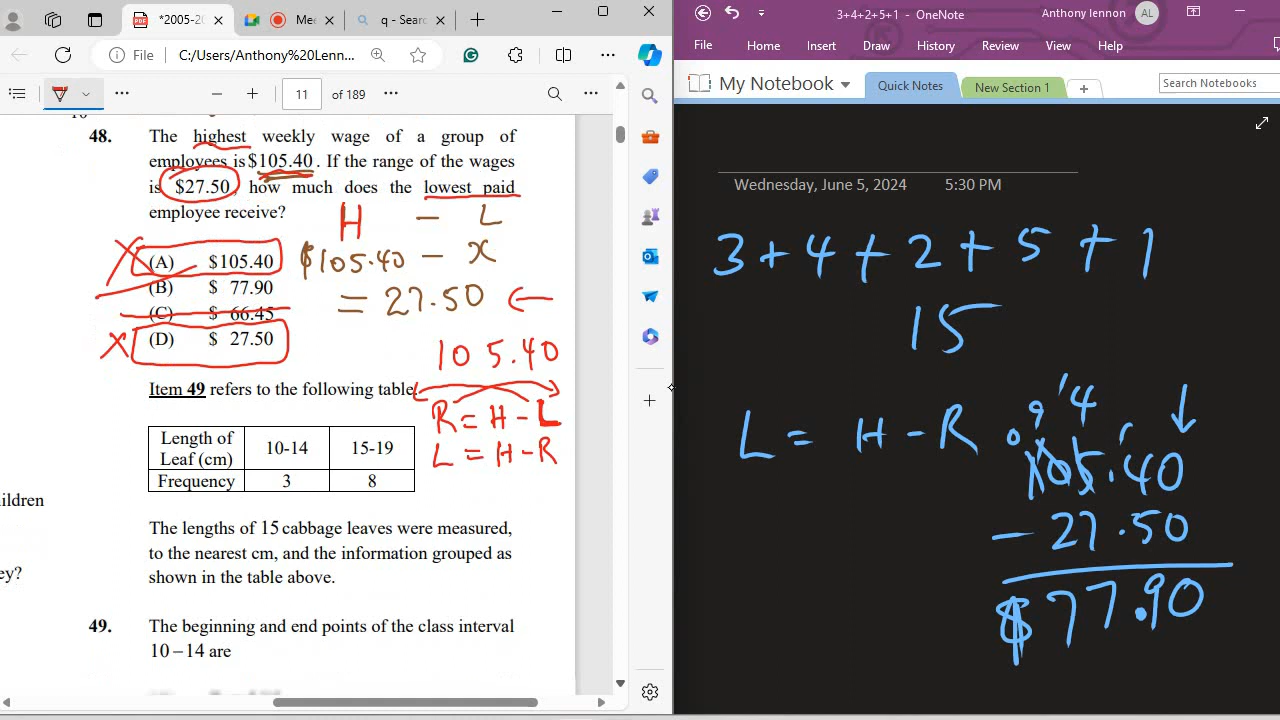 *2005-20
Mee
q - Searc
File
C:/Users/Anthony%20Lenn...
11 of 189
48. The highest weekly wage of a group of
employees is $105.40. If the range of the wages
is $27.50, how much does the lowest paid
employee receive?
H - L
(A) $105.40
$105.40 - x
(B) $ 77.90
= 27.50
(C) $ 66.45
(D) $ 27.50
105.40
Item 49 refers to the following table.
R = H - L
L = H - R
Length of Leaf (cm) 10-14 15-19
Frequency 3 8
ildren
The lengths of 15 cabbage leaves were measured,
to the nearest cm, and the information grouped as
shown in the table above.
ey?
49. The beginning and end points of the class interval
10 – 14 are
3+4+2+5+1 - OneNote
Anthony lennon AL
File Home Insert Draw History Review View Help
My Notebook Quick Notes New Section 1 Search Notebooks
Wednesday, June 5, 2024 5:30 PM
3 + 4 + 2 + 5 + 1
15
L = H - R
0 9 14 1
105.40
- 27.50
$77.90